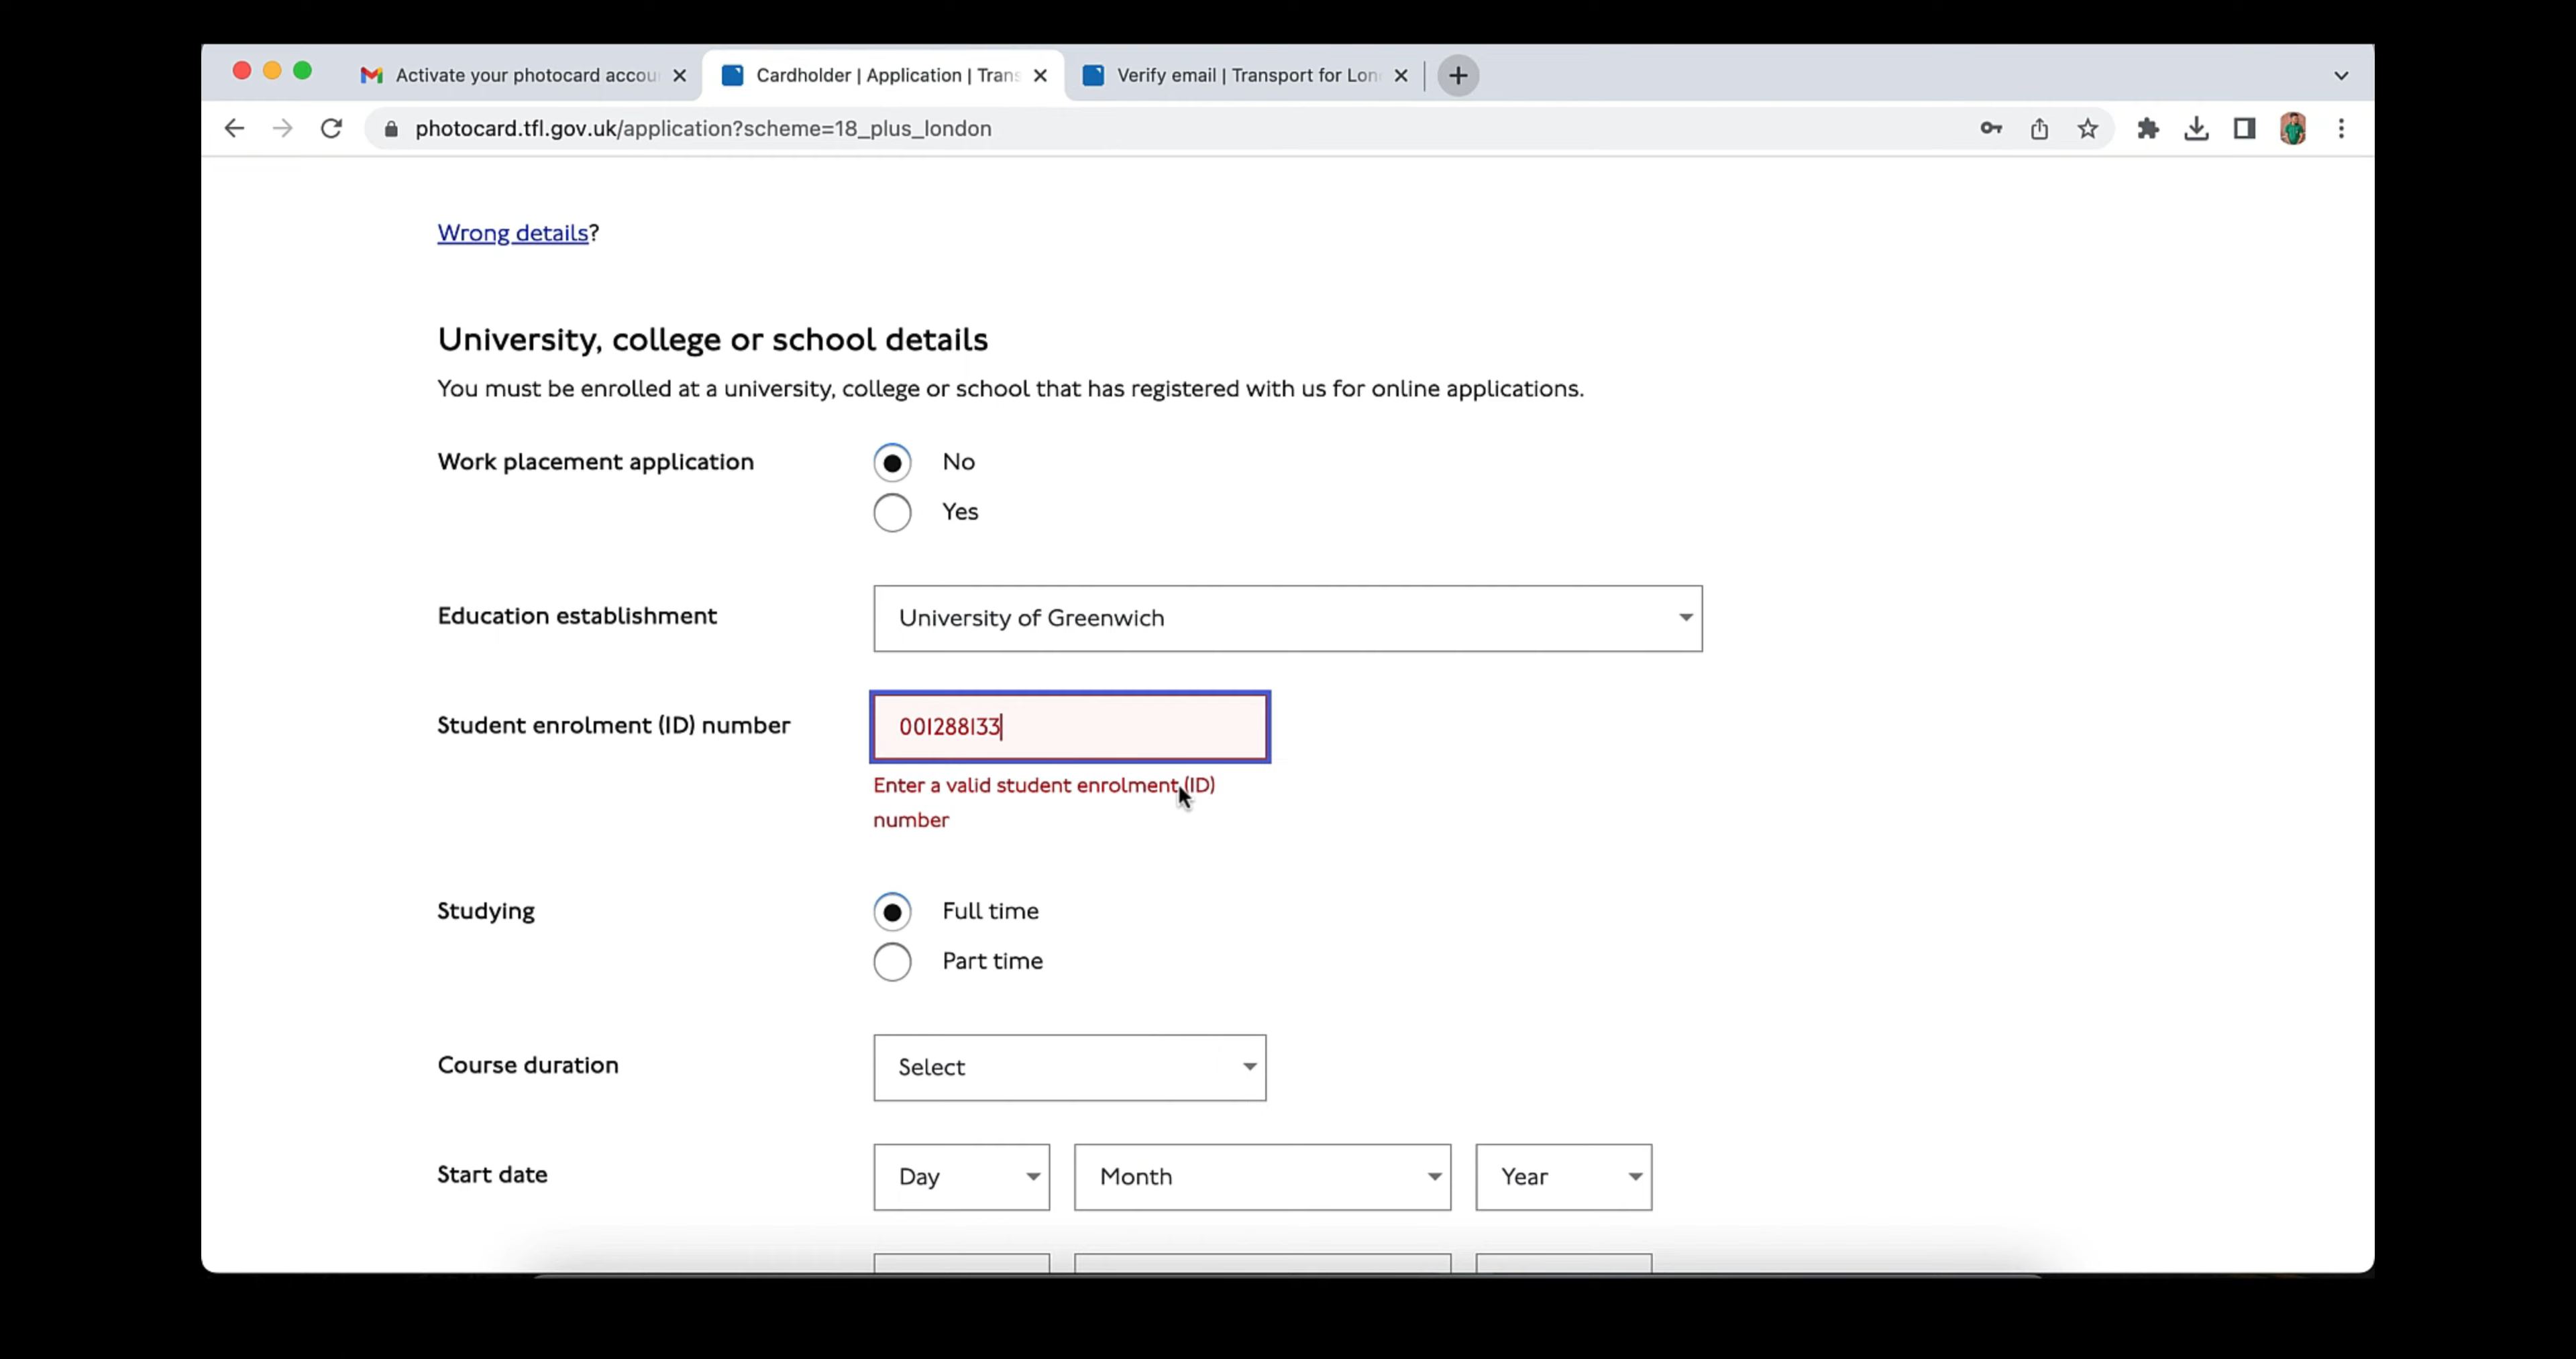 Activate your photocard accou
Cardholder | Application | Trans
Verify email | Transport for Lon
photocard.tfl.gov.uk/application?scheme=18_plus_london
Wrong details?
University, college or school details
You must be enrolled at a university, college or school that has registered with us for online applications.
Work placement application
No
Yes
Education establishment
University of Greenwich
Student enrolment (ID) number
001288133
Enter a valid student enrolment (ID)
number
Studying
Full time
Part time
Course duration
Select
Start date
Day
Month
Year